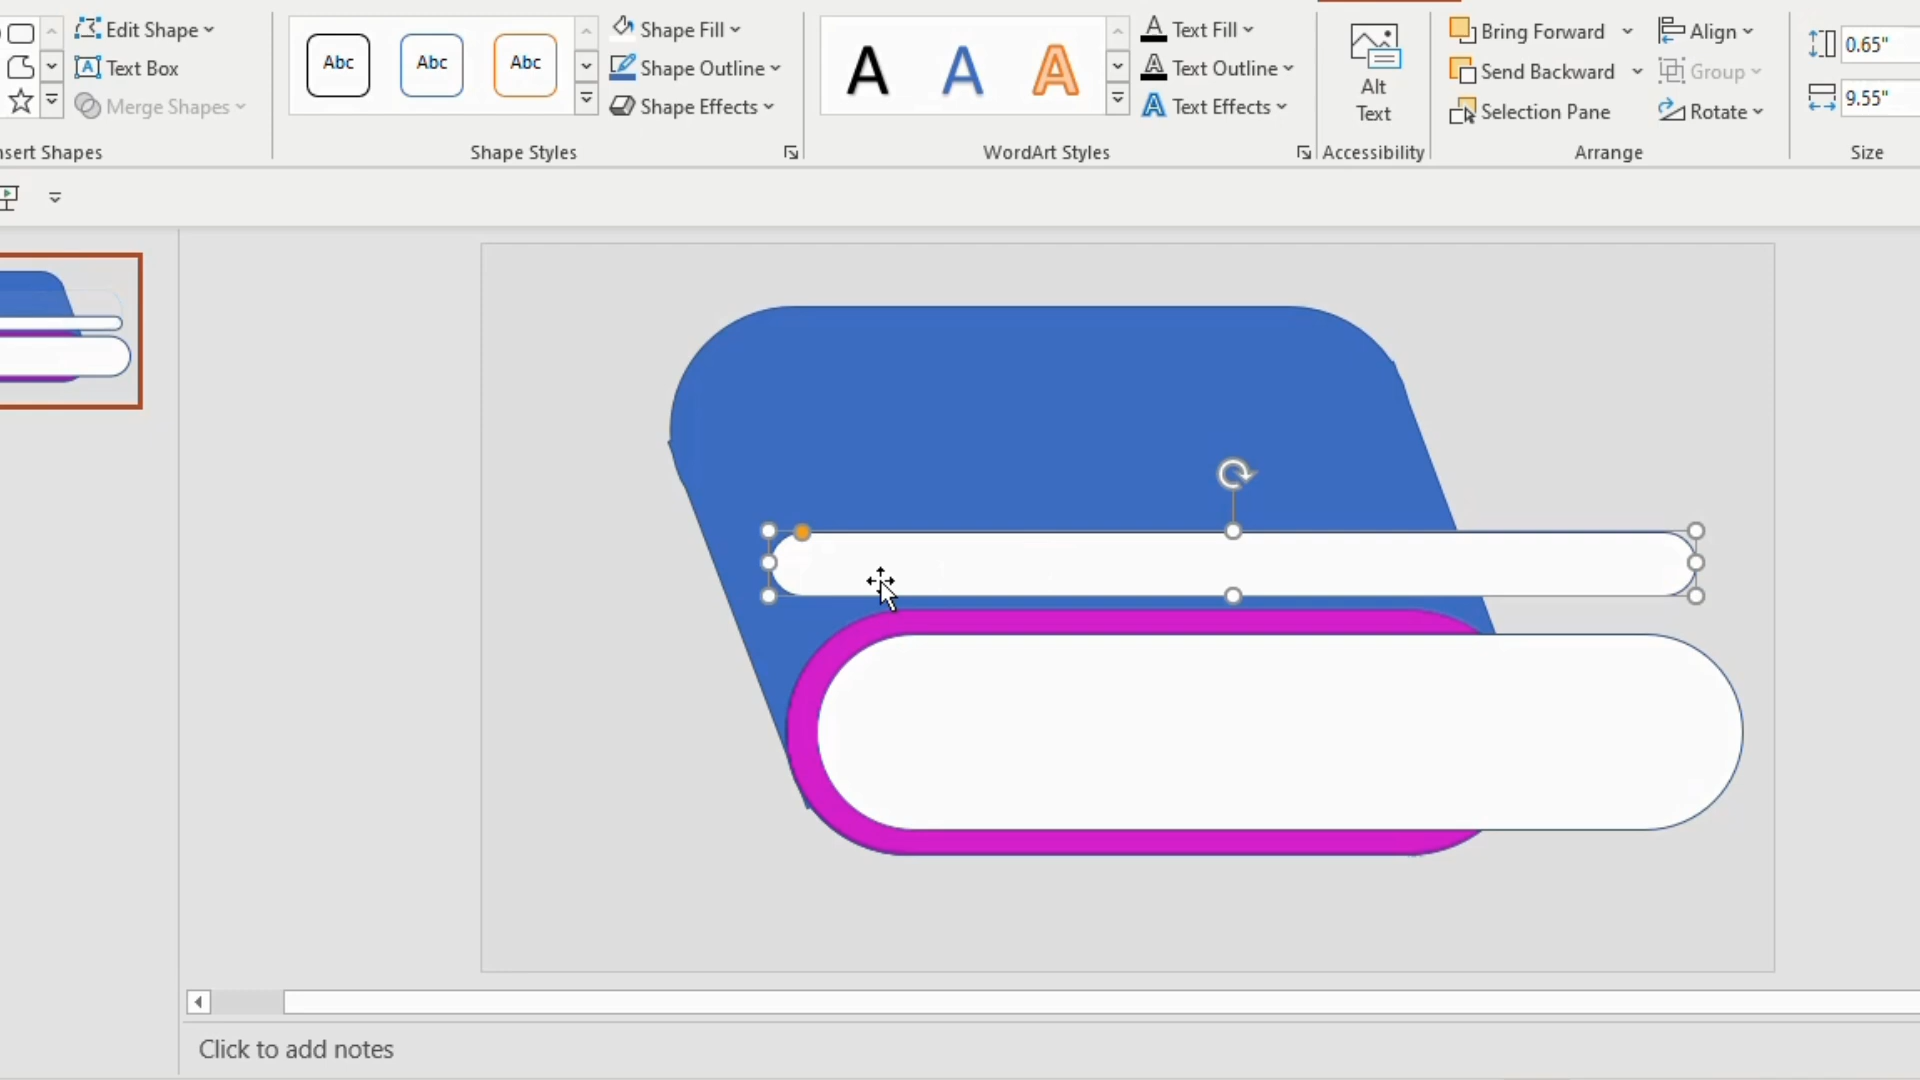 Edit Shape
Text Box
Merge Shapes
nsert Shapes
Abc
Abc
Abc
Shape Fill
Shape Outline
Shape Effects
Shape Styles
A
A
A
Text Fill
Text Outline
Text Effects
WordArt Styles
Alt
Text
Accessibility
Bring Forward
Send Backward
Selection Pane
Align
Group
Rotate
Arrange
0.65"
9.55"
Size
Click to add notes